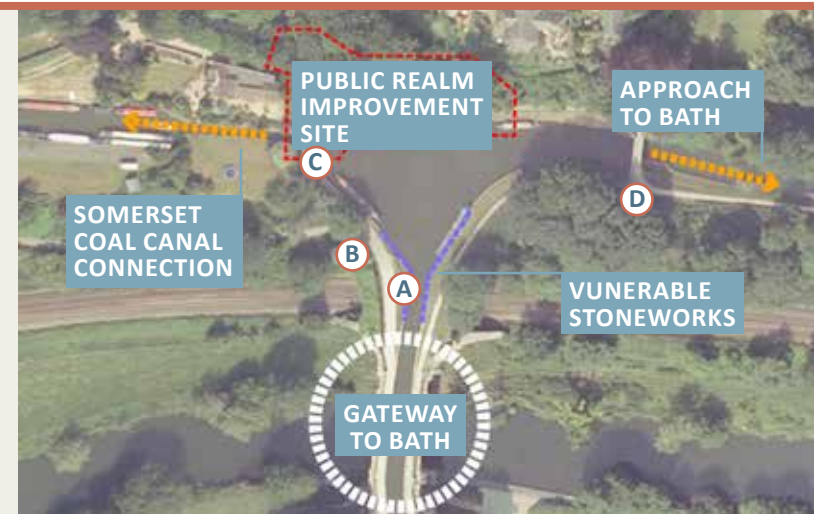 PUBLIC REALM
IMPROVEMENT
SITE
APPROACH
TO BATH
C
D
SOMERSET
COAL CANAL
CONNECTION
B
A
VUNERABLE
STONEWORKS
GATEWAY
TO BATH